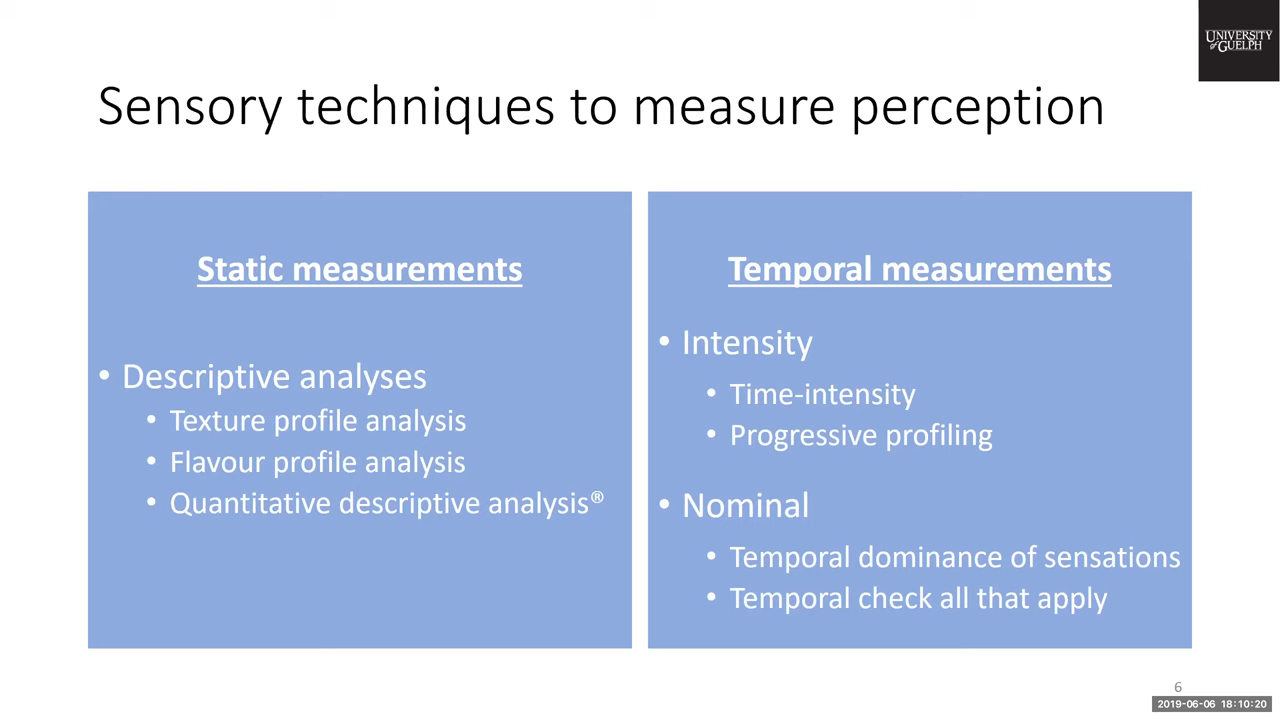 UNIVERSITY
of GUELPH
Sensory techniques to measure perception
Static measurements
• Descriptive analyses
• Texture profile analysis
• Flavour profile analysis
• Quantitative descriptive analysis®
Temporal measurements
• Intensity
• Time-intensity
• Progressive profiling
• Nominal
• Temporal dominance of sensations
• Temporal check all that apply
6
2019-06-06 18:10:20